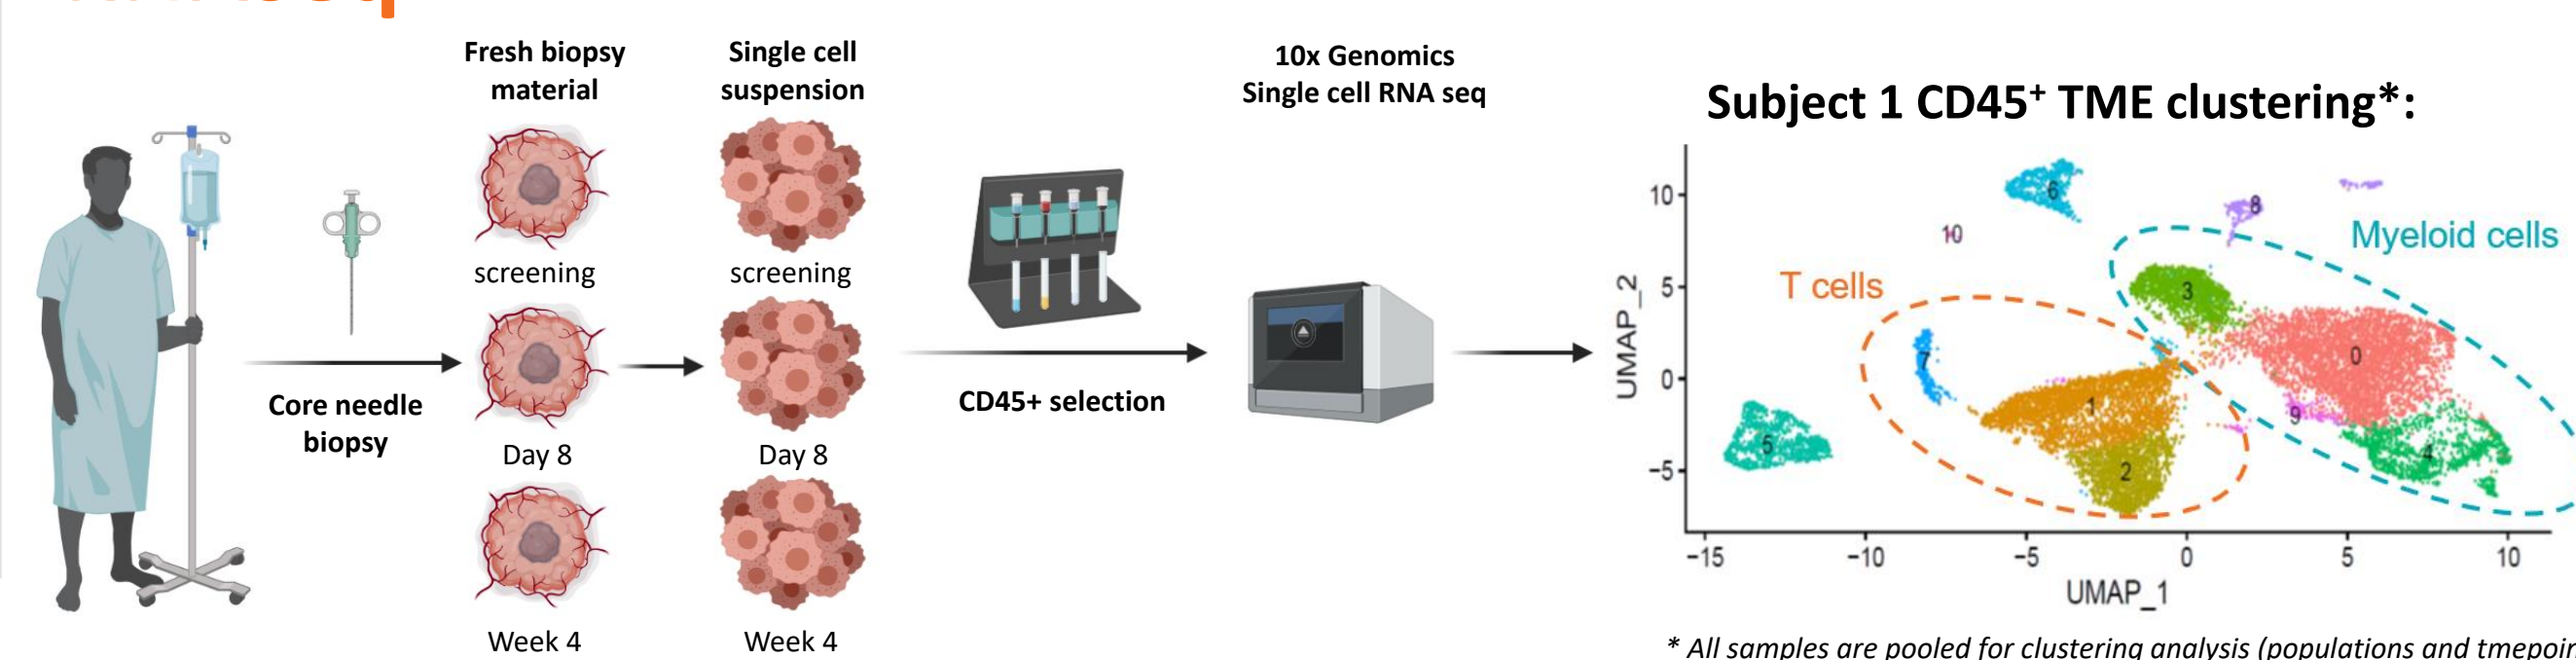 Fresh biopsy
material
Single cell
suspension
10x Genomics
Single cell RNA seq
Subject 1 CD45⁺ TME clustering*:
screening
screening
Core needle
biopsy
Day 8
Day 8
CD45+ selection
Week 4
Week 4
T cells
Myeloid cells
UMAP_2
10
5
0
−5
6
8
10
3
0
7
1
9
5
2
4
−15
−10
−5
0
5
10
UMAP_1
* All samples are pooled for clustering analysis (populations and tmepoin